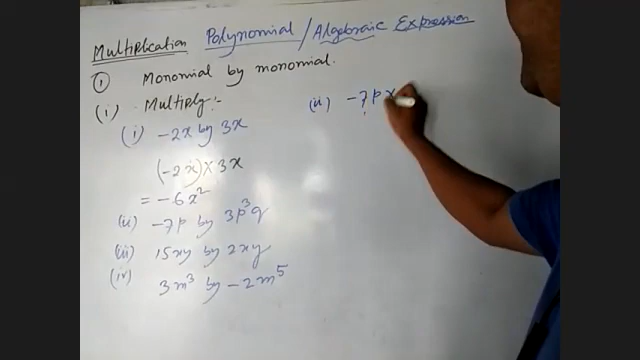 Multiplication Polynomial / Algebraic Expression
① Monomial by monomial.
(i) Multiply:-
(i) -2x by 3x
(-2x) × 3x
= -6x²
(ii) -7p by 3p³q
(iii) 15xy by 2xy
(iv) 3m³ by -2m⁵
(ii) -7p x